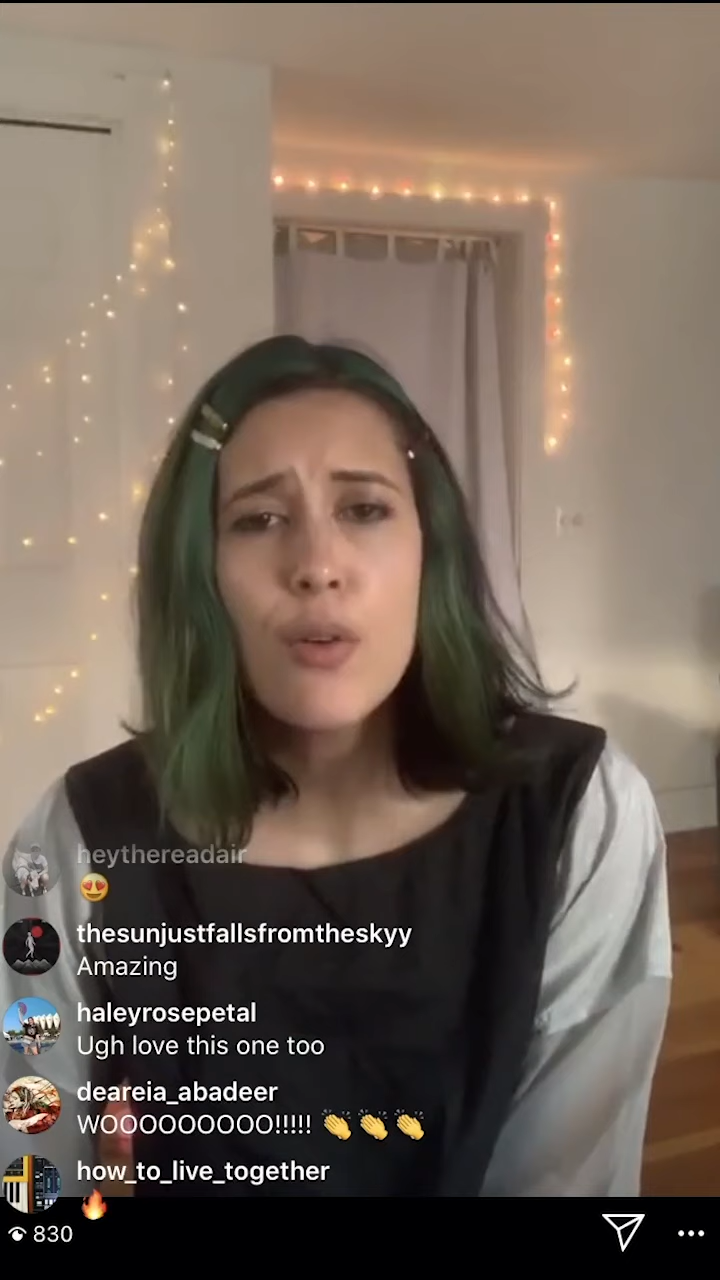 heythereadair
😍
thesunjustfallsfromtheskyy
Amazing
haleyrosepetal
Ugh love this one too
deareia_abadeer
WOOOOOOOOO!!!!! 👏 👏 👏
how_to_live_together
🔥
830